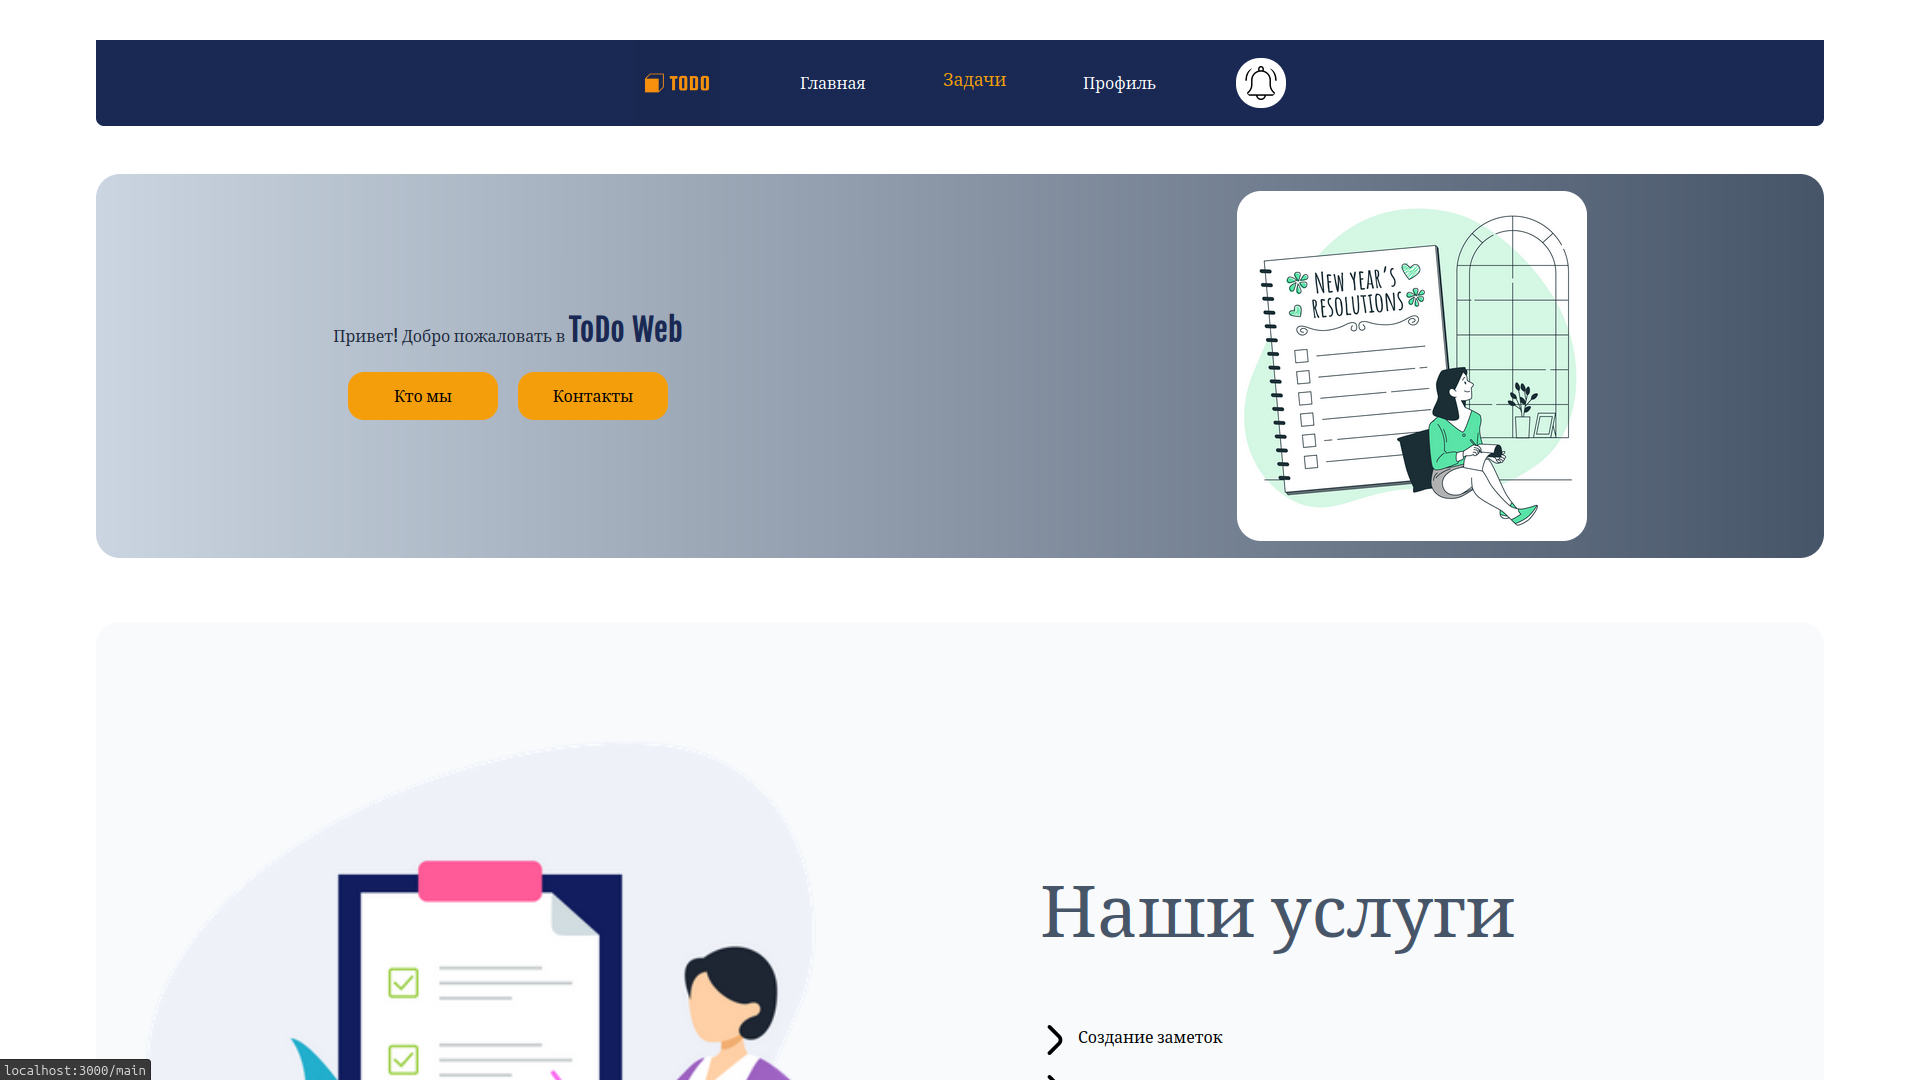 TODO
Главная
Задачи
Профиль
Привет! Добро пожаловать в ToDo Web
Кто мы
Контакты
NEW YEAR'S
RESOLUTIONS
Наши услуги
Создание заметок
localhost:3000/main